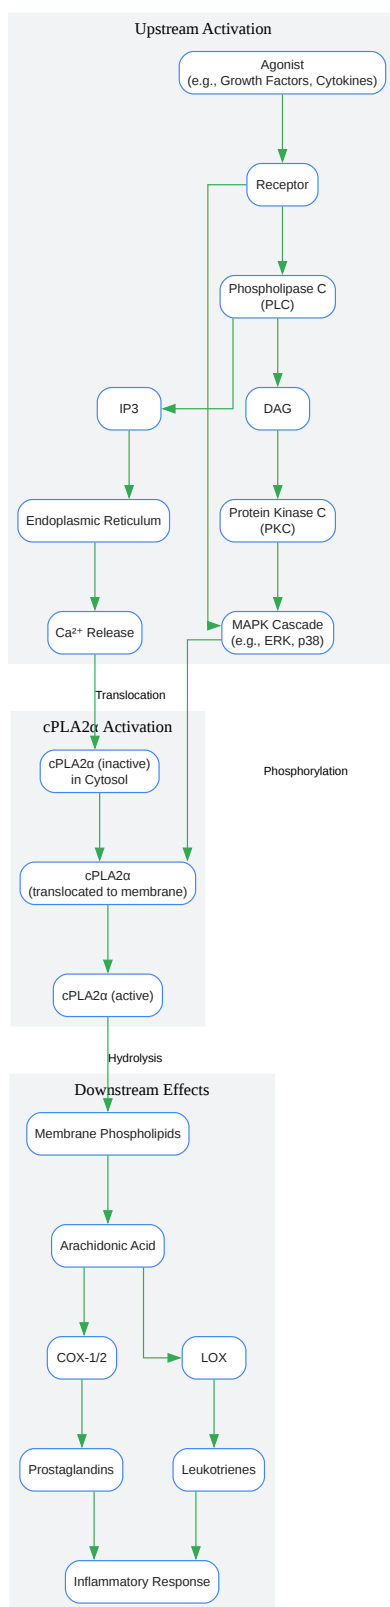 Upstream Activation
Agonist
(e.g., Growth Factors, Cytokines)
Receptor
Phospholipase C
(PLC)
IP3
DAG
Endoplasmic Reticulum
Protein Kinase C
(PKC)
Ca²⁺ Release
MAPK Cascade
(e.g., ERK, p38)
Translocation
cPLA2α Activation
cPLA2α (inactive)
in Cytosol
Phosphorylation
cPLA2α
(translocated to membrane)
cPLA2α (active)
Hydrolysis
Downstream Effects
Membrane Phospholipids
Arachidonic Acid
COX-1/2
LOX
Prostaglandins
Leukotrienes
Inflammatory Response